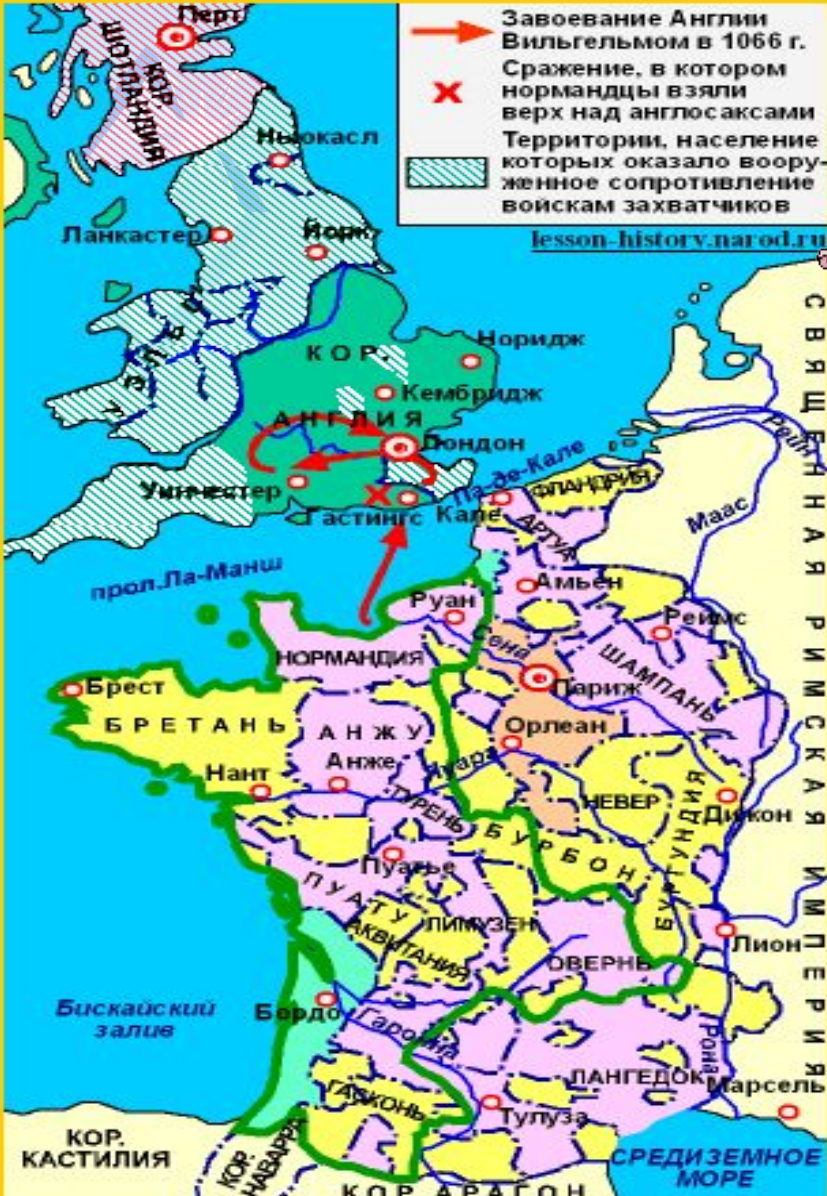 Завоевание Англии
Вильгельмом в 1066 г.
Сражение, в котором
нормандцы взяли
верх над англосаксами
Территории, население
которых оказало воору-
женное сопротивление
войскам захватчиков
lesson-history.narod.ru
Перт
КОР.
ШОТЛАНДИЯ
Ньюкасл
Ланкастер
Йорк
УЭЛЬС
КОР.
АНГЛИЯ
Норидж
Кембридж
Лондон
Уинчестер
Гастингс
Кале
Па-де-Кале
ФЛАНДРИЯ
АРТУА
прол.Ла-Манш
Амьен
Руан
Реймс
Маас
Рейн
СВЯЩЕННАЯ РИМСКАЯ ИМПЕРИЯ
Сена
НОРМАНДИЯ
ШАМПАНЬ
Париж
Брест
БРЕТАНЬ
АНЖУ
Анже
Орлеан
Луара
Нант
ТУРЕНЬ
НЕВЕР
Дижон
БУРГУНДИЯ
БУРБОН
Пуатье
ПУАТУ
ЛИМУЗЕН
АКВИТАНИЯ
ОВЕРНЬ
Лион
Бискайский
залив
Бордо
Гаронна
Рона
ГАСКОНЬ
ЛАНГЕДОК
Марсель
Тулуза
КОР.
КАСТИЛИЯ
КОР.
НАВАРРА
КОР. АРАГОН
СРЕДИЗЕМНОЕ
МОРЕ